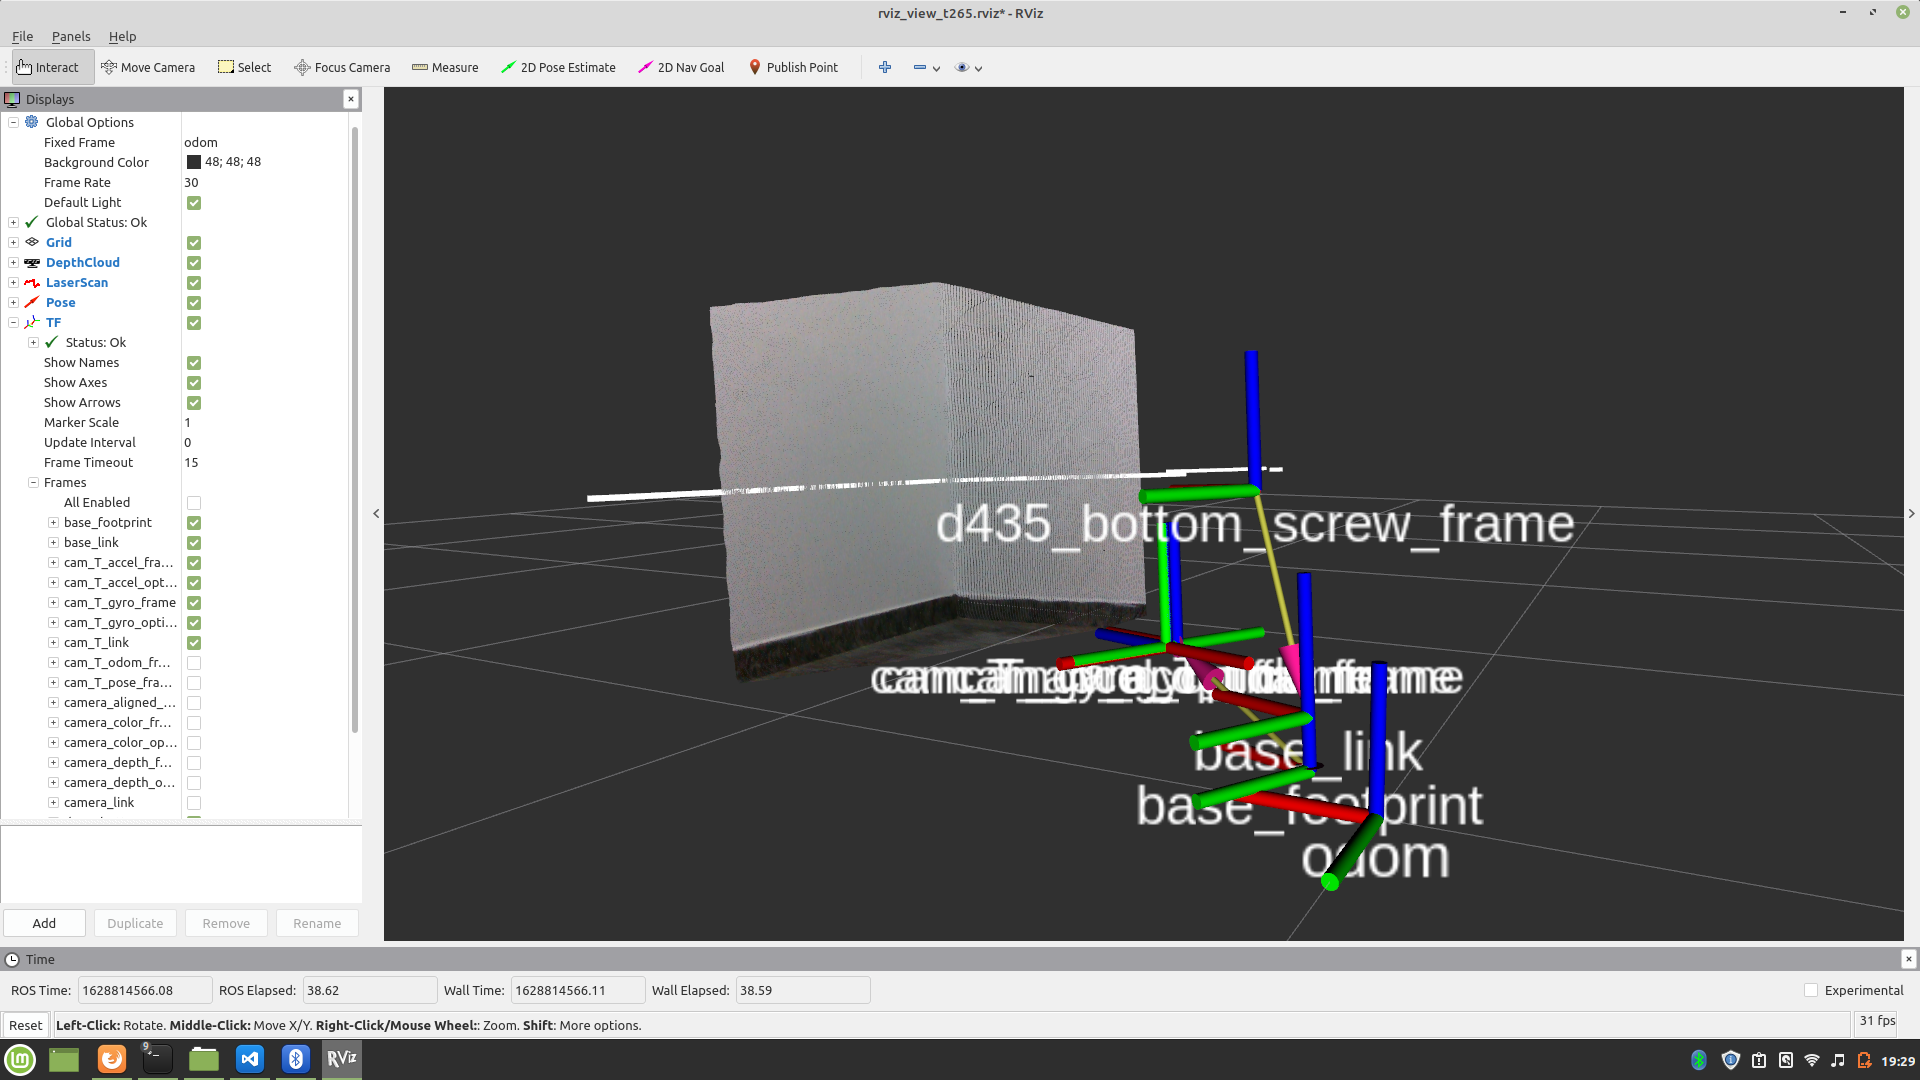 rviz_view_t265.rviz* - RViz
File Panels Help
Interact Move Camera Select Focus Camera Measure 2D Pose Estimate 2D Nav Goal Publish Point
Displays
Global Options
Fixed Frame odom
Background Color 48; 48; 48
Frame Rate 30
Default Light
Global Status: Ok
Grid
DepthCloud
LaserScan
Pose
TF
Status: Ok
Show Names
Show Axes
Show Arrows
Marker Scale 1
Update Interval 0
Frame Timeout 15
Frames
All Enabled
base_footprint
base_link
cam_T_accel_fra...
cam_T_accel_opt...
cam_T_gyro_frame
cam_T_gyro_opti...
cam_T_link
cam_T_odom_fr...
cam_T_pose_fra...
camera_aligned_...
camera_color_fr...
camera_color_op...
camera_depth_f...
camera_depth_o...
camera_link
Add Duplicate Remove Rename
d435_bottom_screw_frame
base_link
base_footprint
odom
Time
ROS Time: 1628814566.08 ROS Elapsed: 38.62 Wall Time: 1628814566.11 Wall Elapsed: 38.59 Experimental
Reset Left-Click: Rotate. Middle-Click: Move X/Y. Right-Click/Mouse Wheel:: Zoom. Shift: More options. 31 fps
9 RViz 19:29